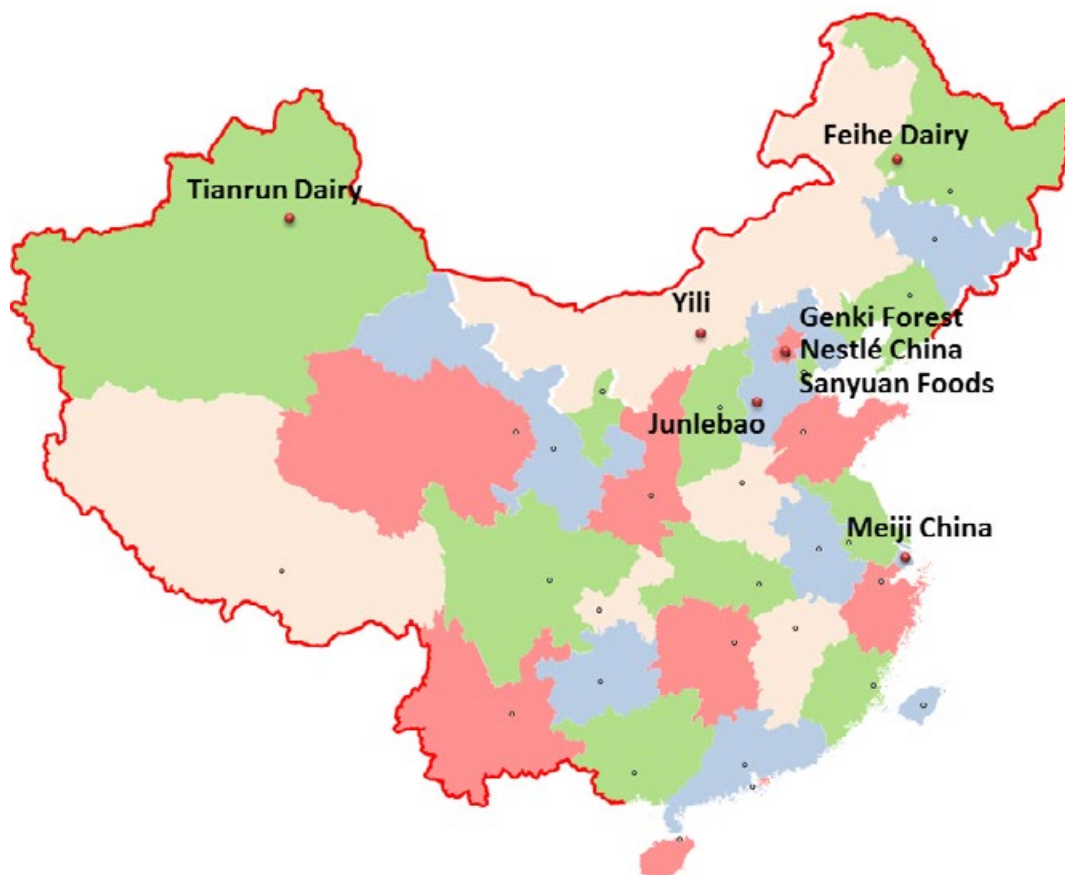 Feihe Dairy
Tianrun Dairy
Yili
Genki Forest
Nestlé China
Sanyuan Foods
Junlebao
Meiji China